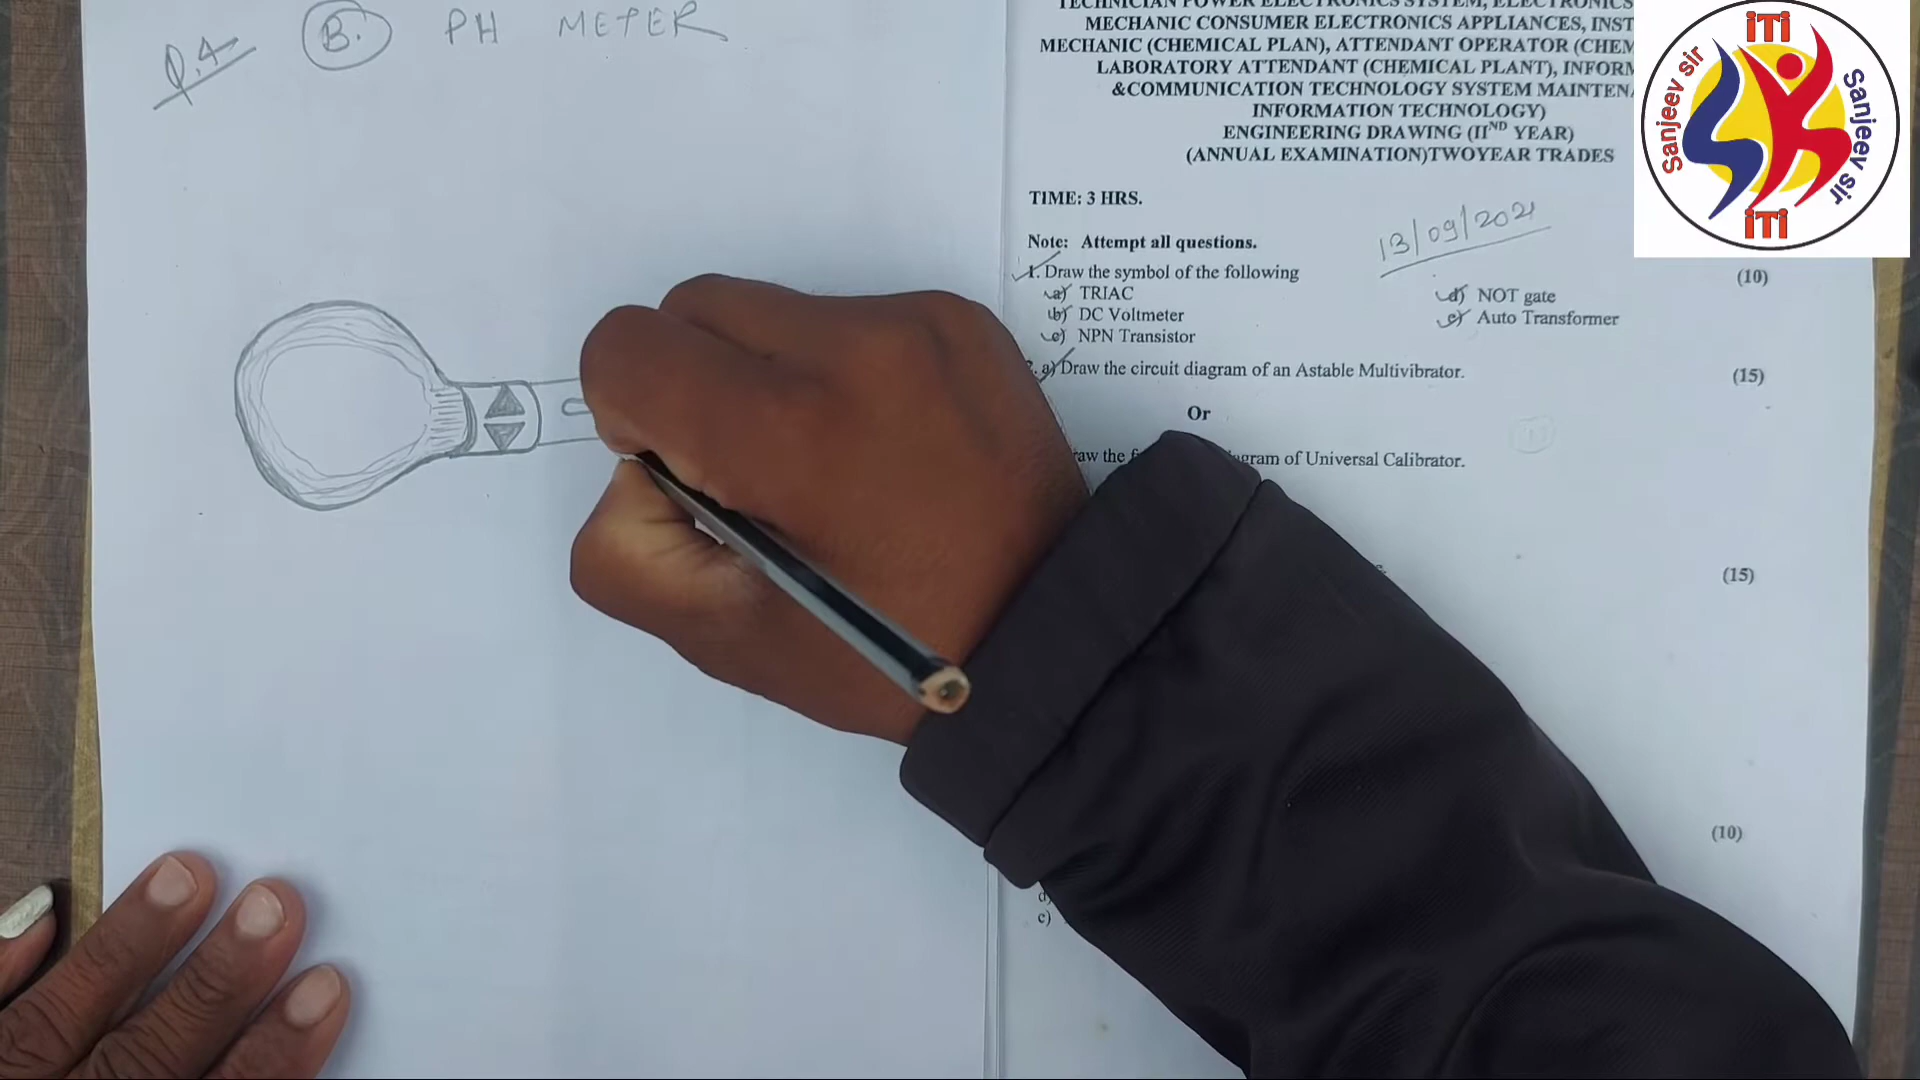 Q.4 B. PH METER
TECHNICIAN POWER ELECTRONICS SYSTEM, ELECTRONICS
MECHANIC CONSUMER ELECTRONICS APPLIANCES, INST
MECHANIC (CHEMICAL PLAN), ATTENDANT OPERATOR (CHEM
LABORATORY ATTENDANT (CHEMICAL PLANT), INFORM
&COMMUNICATION TECHNOLOGY SYSTEM MAINTENA
INFORMATION TECHNOLOGY)
ENGINEERING DRAWING (IIND YEAR)
(ANNUAL EXAMINATION)TWOYEAR TRADES
TIME: 3 HRS.
13/09/2021
Note: Attempt all questions.
1. Draw the symbol of the following (10)
a) TRIAC d) NOT gate
b) DC Voltmeter e) Auto Transformer
c) NPN Transistor
a) Draw the circuit diagram of an Astable Multivibrator. (15)
Or
raw the agram of Universal Calibrator.
(15)
(10)
d)
c)
iTi
Sanjeev sir
Sanjeev sir
iTi